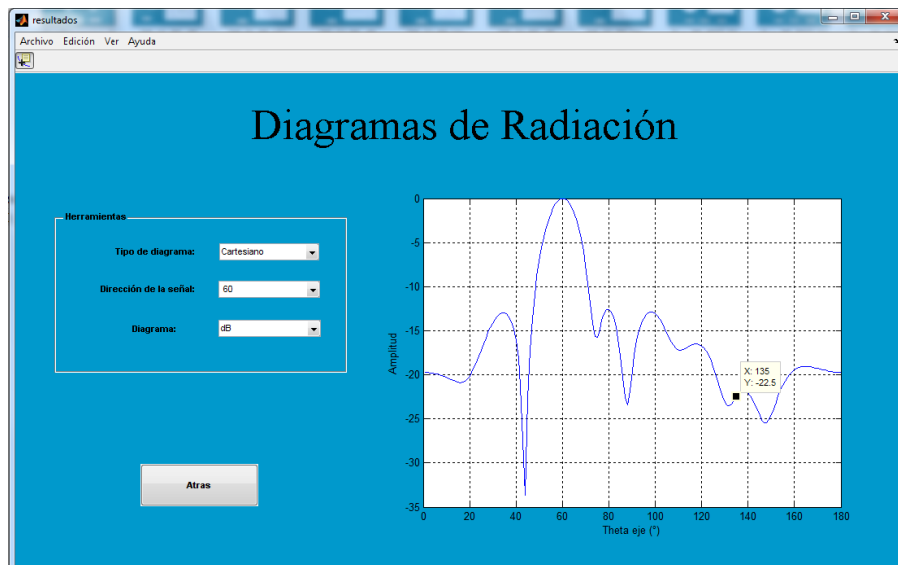 resultados
Archivo Edición Ver Ayuda
Diagramas de Radiación
Herramientas
Tipo de diagrama: Cartesiano
Dirección de la señal: 60
Diagrama: dB
Atras
Amplitud
0
-5
-10
-15
-20
-25
-30
-35
X: 135
Y: -22.5
0 20 40 60 80 100 120 140 160 180
Theta eje (°)